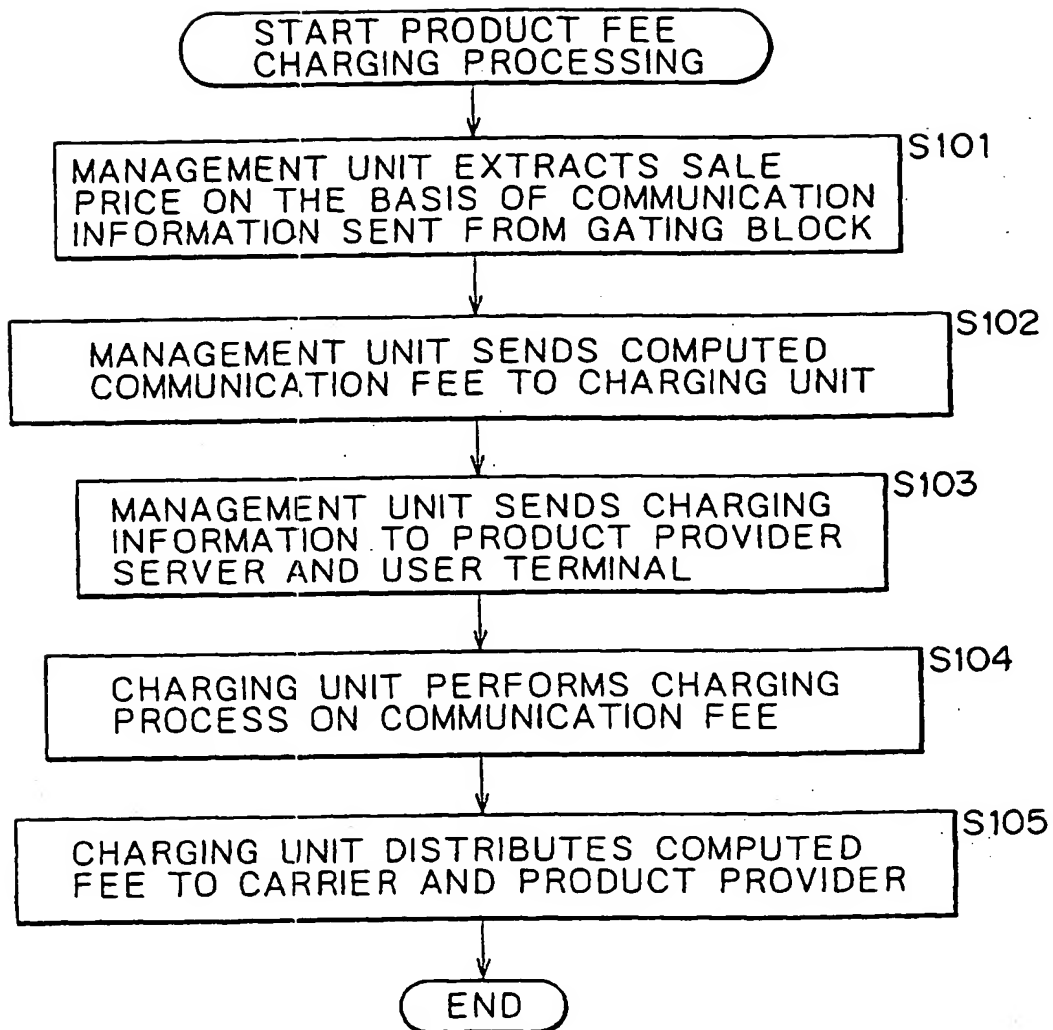 START PRODUCT FEE
CHARGING PROCESSING
S101
MANAGEMENT UNIT EXTRACTS SALE
PRICE ON THE BASIS OF COMMUNICATION
INFORMATION SENT FROM GATING BLOCK
S102
MANAGEMENT UNIT SENDS COMPUTED
COMMUNICATION FEE TO CHARGING UNIT
S103
MANAGEMENT UNIT SENDS CHARGING
INFORMATION TO PRODUCT PROVIDER
SERVER AND USER TERMINAL
S104
CHARGING UNIT PERFORMS CHARGING
PROCESS ON COMMUNICATION FEE
S105
CHARGING UNIT DISTRIBUTES COMPUTED
FEE TO CARRIER AND PRODUCT PROVIDER
END